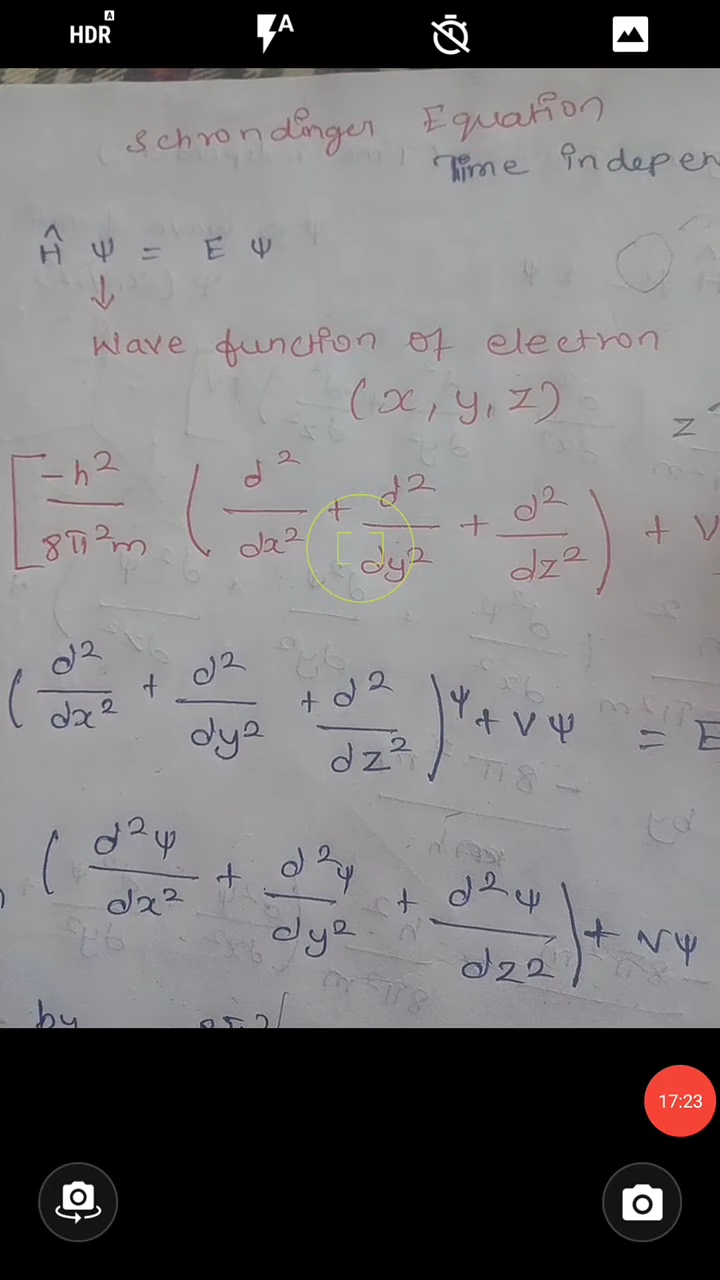 HDR A
A
Schrondinger Equation
Time indepen
Ĥ ψ = E ψ
↓
Wave function of electron
(x, y, z)
z
[ -h²/8π²m ( d²/dx² + d²/dy² + d²/dz² ) + V
( d²/dx² + d²/dy² + d²/dz² ) ψ + V ψ = E
( d²ψ/dx² + d²ψ/dy² + d²ψ/dz2 ) + Vψ
by
17:23